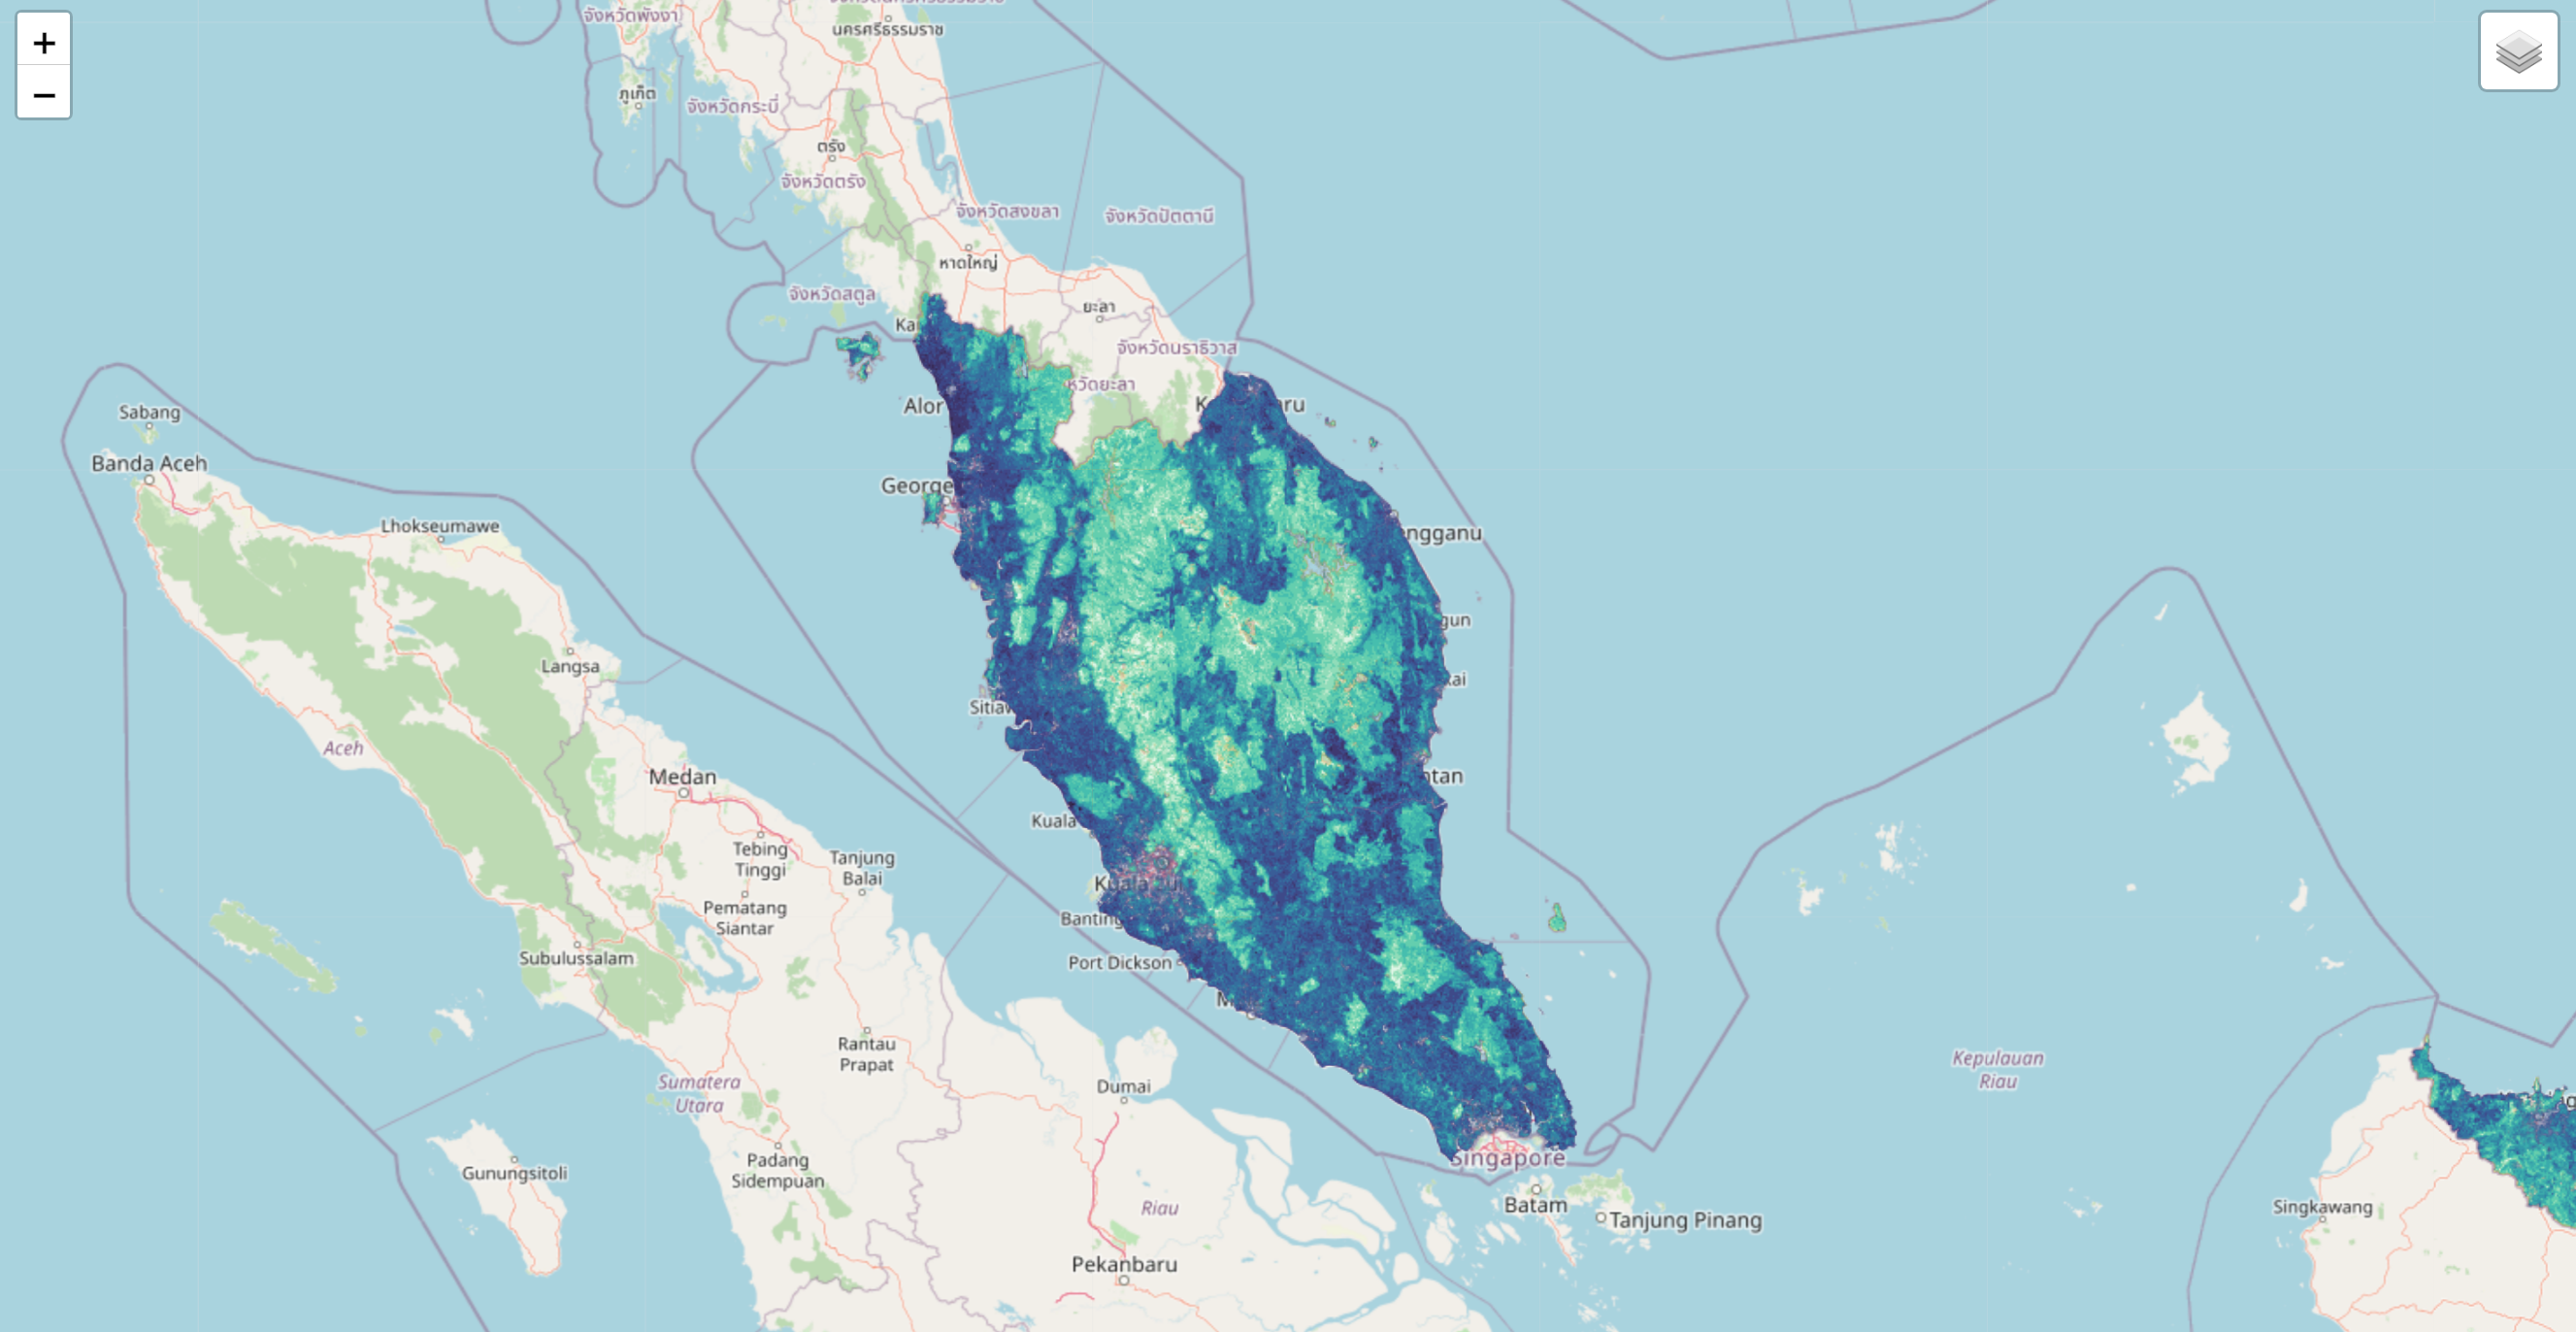 +
−
จังหวัดพังงา
นครศรีธรรมราช
ภูเก็ต
จังหวัดกระบี่
ตรัง
จังหวัดตรัง
จังหวัดสงขลา
จังหวัดปัตตานี
หาดใหญ่
จังหวัดสตูล
ยะลา
จังหวัดนราธิวาส
หวัดยะลา
Ka
Alor
K
ru
Sabang
Banda Aceh
George
Lhokseumawe
ngganu
gun
Langsa
Sitiaw
Aceh
Medan
ntan
Kuala
Tebing
Tinggi
Tanjung
Balai
Kuala Lu
Pematang
Siantar
Banting
Subulussalam
Port Dickson
M
Rantau
Prapat
Sumatera
Utara
Dumai
Kepulauan
Riau
Padang
Sidempuan
Singapore
Gunungsitoli
Batam
Tanjung Pinang
Riau
Singkawang
Pekanbaru